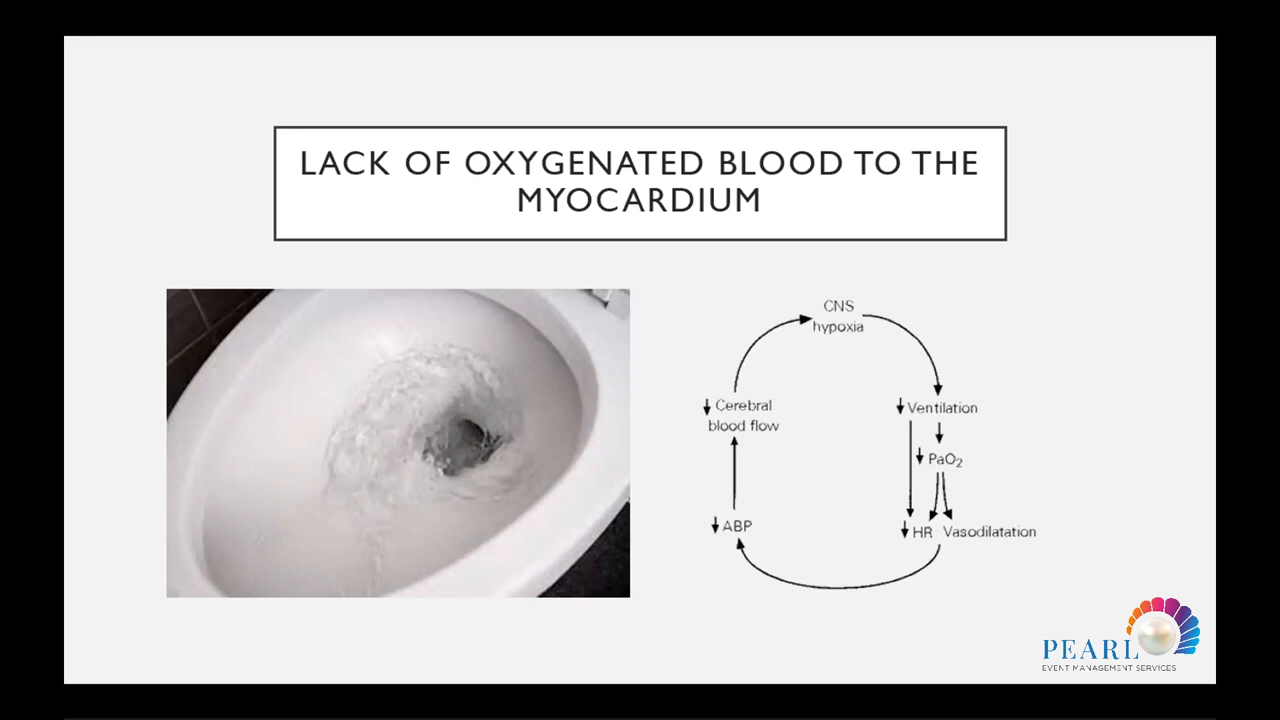 LACK OF OXYGENATED BLOOD TO THE
MYOCARDIUM
CNS
hypoxia
↓ Cerebral
blood flow
↓ Ventilation
↓ PaO₂
↓ ABP
↓ HR Vasodilatation
PEARL
EVENT MANAGEMENT SERVICES